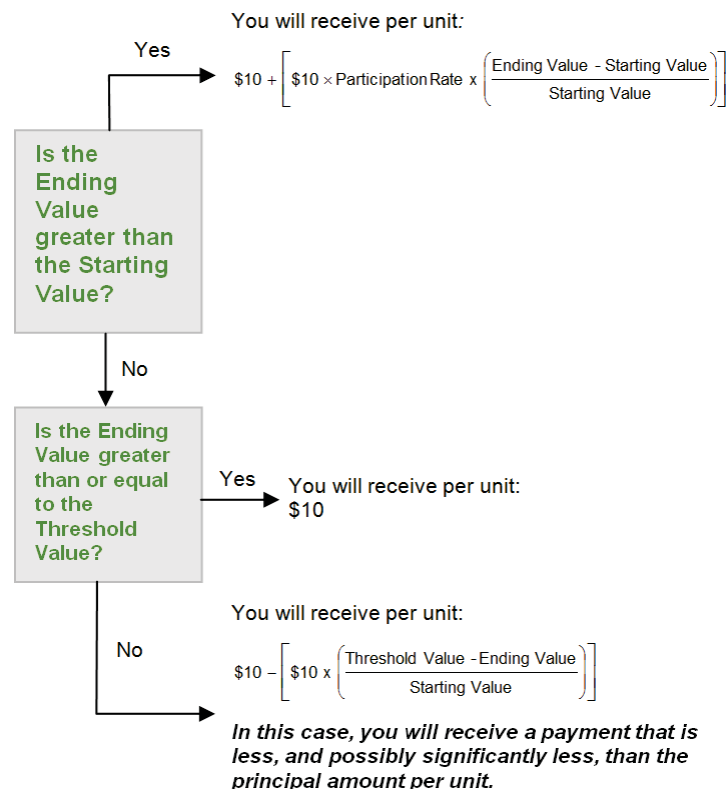 You will receive per unit:
Yes
$10 + [ $10 × Participation Rate x ( Ending Value - Starting Value
Starting Value ) ]
Is the
Ending
Value
greater than
the Starting
Value?
No
Is the Ending
Value greater
than or equal
to the
Threshold
Value?
Yes
You will receive per unit:
$10
No
You will receive per unit:
$10 − [ $10 x ( Threshold Value - Ending Value
Starting Value ) ]
In this case, you will receive a payment that is
less, and possibly significantly less, than the
principal amount per unit.